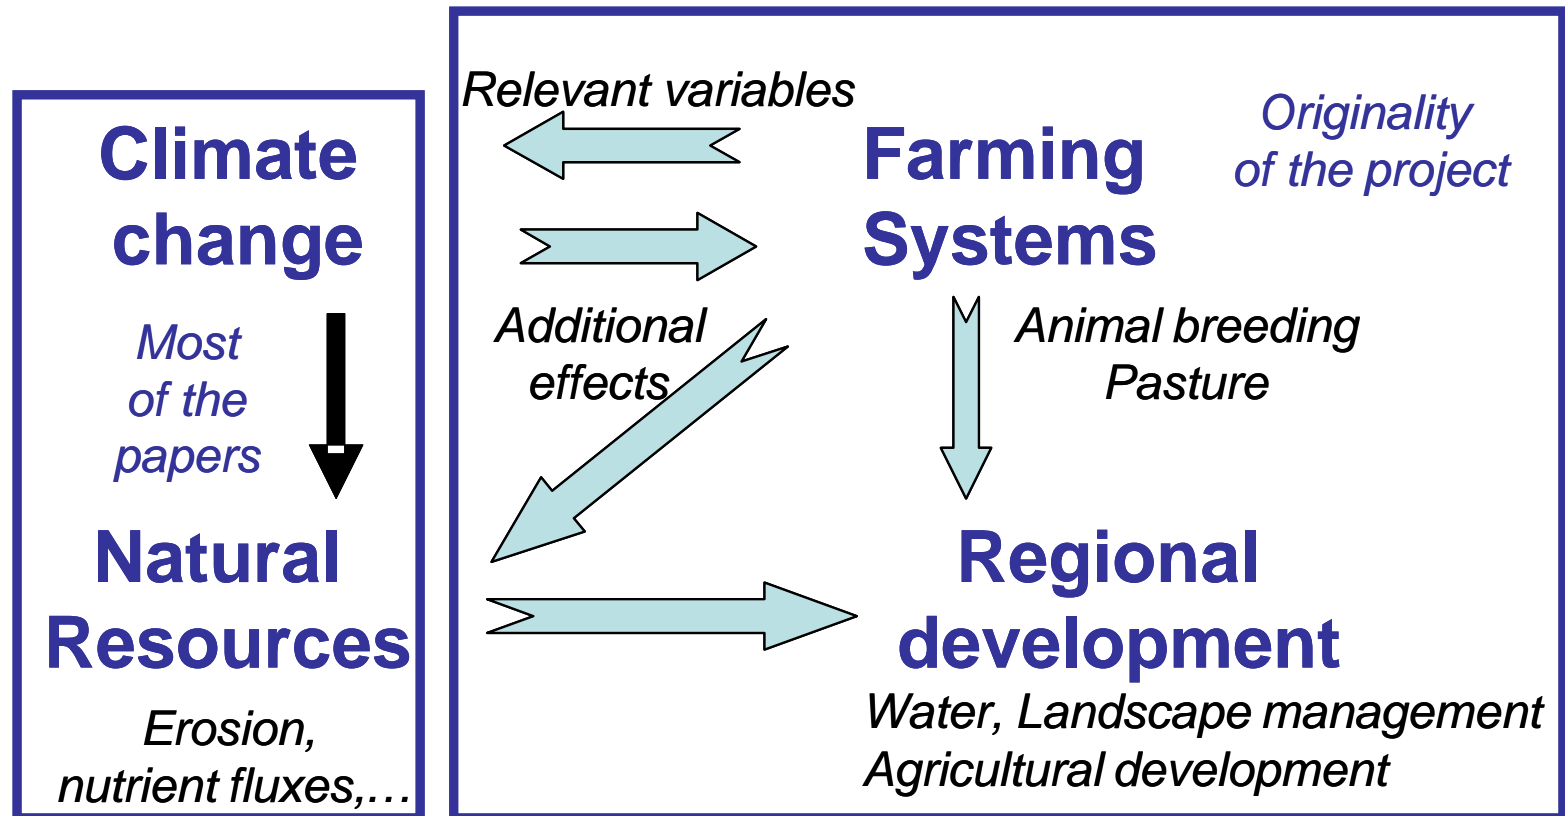 Climate
change
Most
of the
papers
Natural
Resources
Erosion,
nutrient fluxes,…
Relevant variables
Additional
effects
Farming
Systems
Originality
of the project
Animal breeding
Pasture
Regional
development
Water, Landscape management
Agricultural development